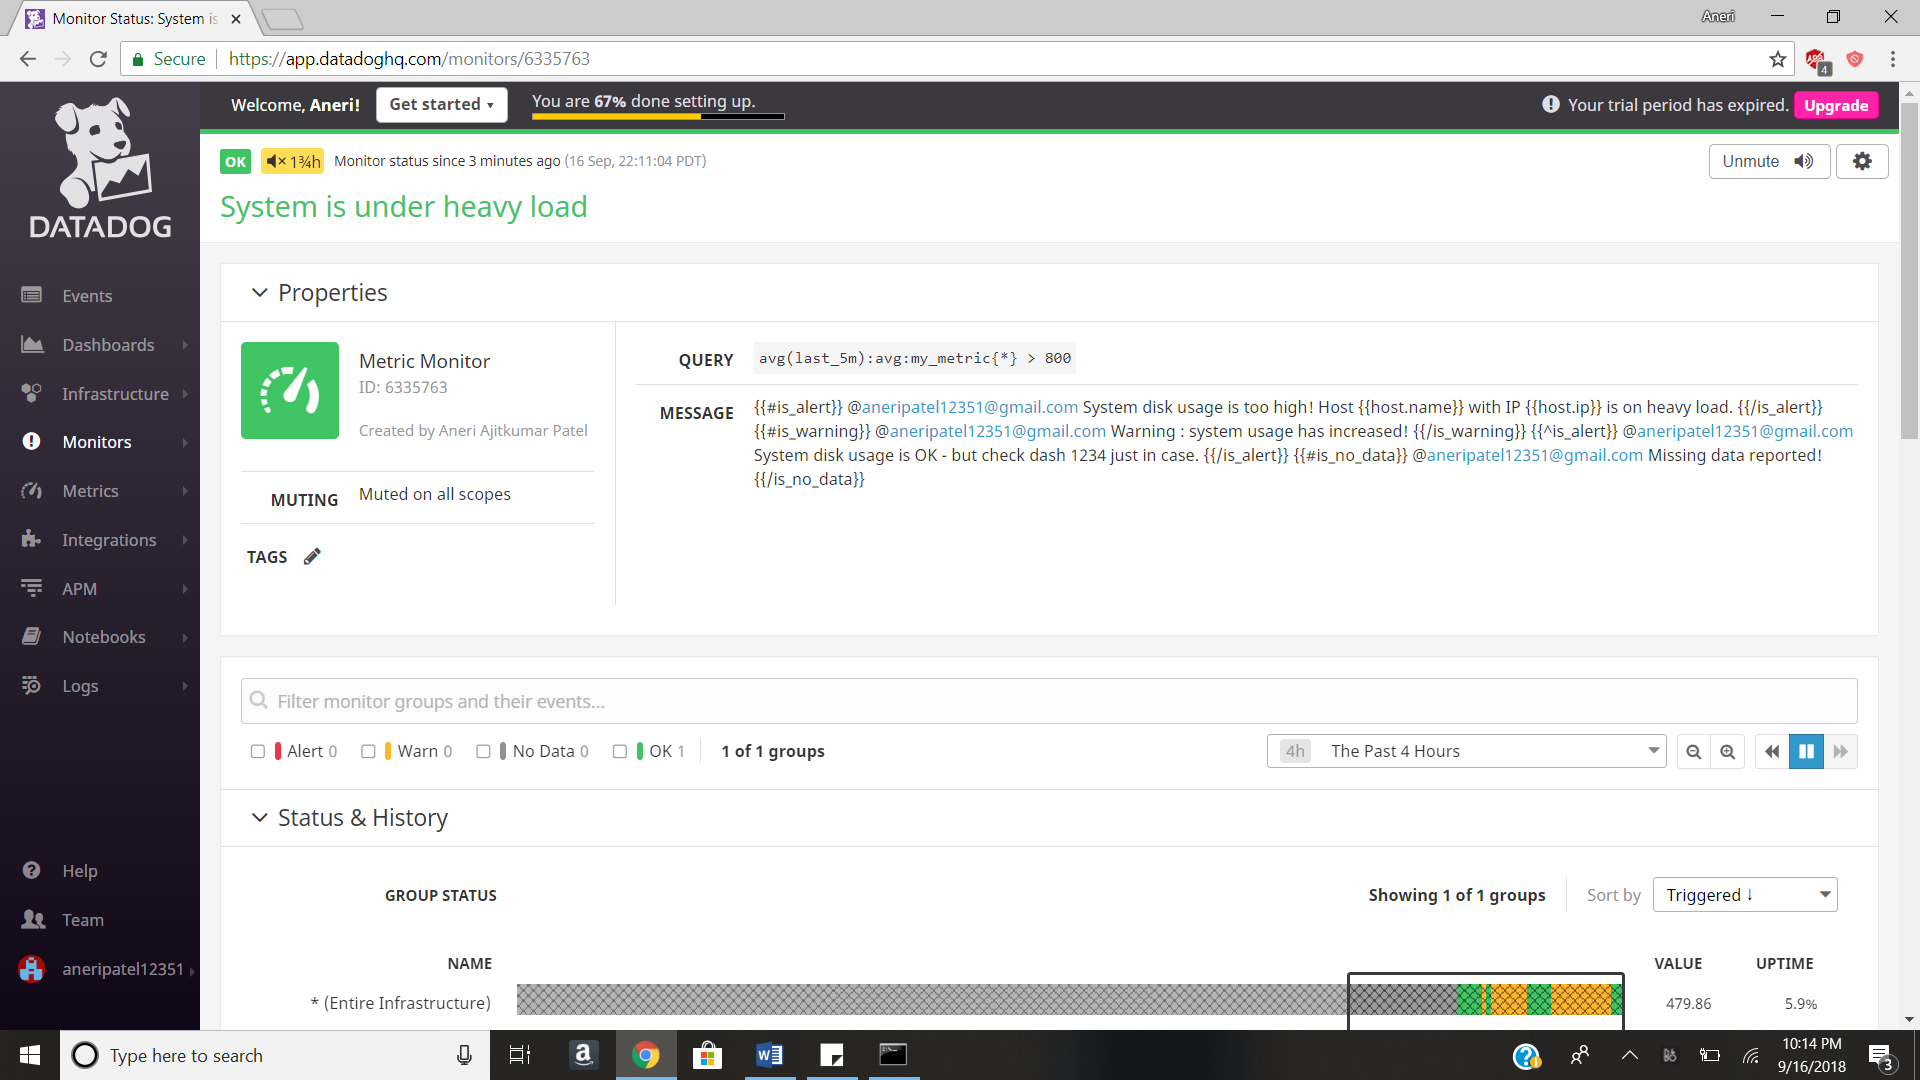 Monitor Status: System is
Aneri
Secure
https://app.datadoghq.com/monitors/6335763
4
DATADOG
Welcome, Aneri!
Get started
You are 67% done setting up.
Your trial period has expired.
Upgrade
OK
1¾h
Monitor status since 3 minutes ago (16 Sep, 22:11:04 PDT)
Unmute
System is under heavy load
Events
Dashboards
Infrastructure
Monitors
Metrics
Integrations
APM
Notebooks
Logs
Help
Team
aneripatel12351
Properties
Metric Monitor
ID: 6335763
Created by Aneri Ajitkumar Patel
MUTING
Muted on all scopes
TAGS
QUERY
avg(last_5m):avg:my_metric{*} > 800
MESSAGE
{{#is_alert}} @aneripatel12351@gmail.com System disk usage is too high! Host {{host.name}} with IP {{host.ip}} is on heavy load. {{/is_alert}}
{{#is_warning}} @aneripatel12351@gmail.com Warning : system usage has increased! {{/is_warning}} {{^is_alert}} @aneripatel12351@gmail.com
System disk usage is OK - but check dash 1234 just in case. {{/is_alert}} {{#is_no_data}} @aneripatel12351@gmail.com Missing data reported!
{{/is_no_data}}
Filter monitor groups and their events...
Alert 0
Warn 0
No Data 0
OK 1
1 of 1 groups
4h
The Past 4 Hours
Status & History
GROUP STATUS
Showing 1 of 1 groups
Sort by
Triggered ↓
NAME
VALUE
UPTIME
* (Entire Infrastructure)
479.86
5.9%
Type here to search
10:14 PM
9/16/2018
3